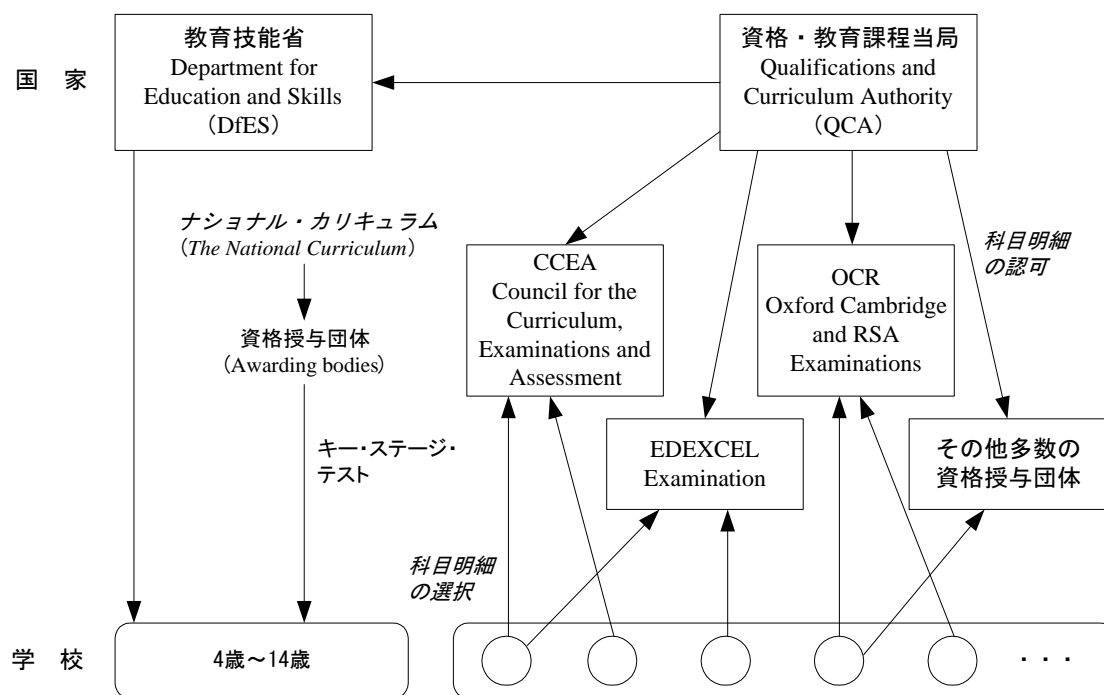 国　家
教育技能省
Department for
Education and Skills
（DfES）
資格・教育課程当局
Qualifications and
Curriculum Authority
（QCA）
ナショナル・カリキュラム
（The National Curriculum）
資格授与団体
（Awarding bodies）
キー・ステージ・
テスト
CCEA
Council for the
Curriculum,
Examinations and
Assessment
OCR
Oxford Cambridge
and RSA
Examinations
科目明細
の認可
EDEXCEL
Examination
その他多数の
資格授与団体
科目明細
の選択
学　校
4歳～14歳
・・・